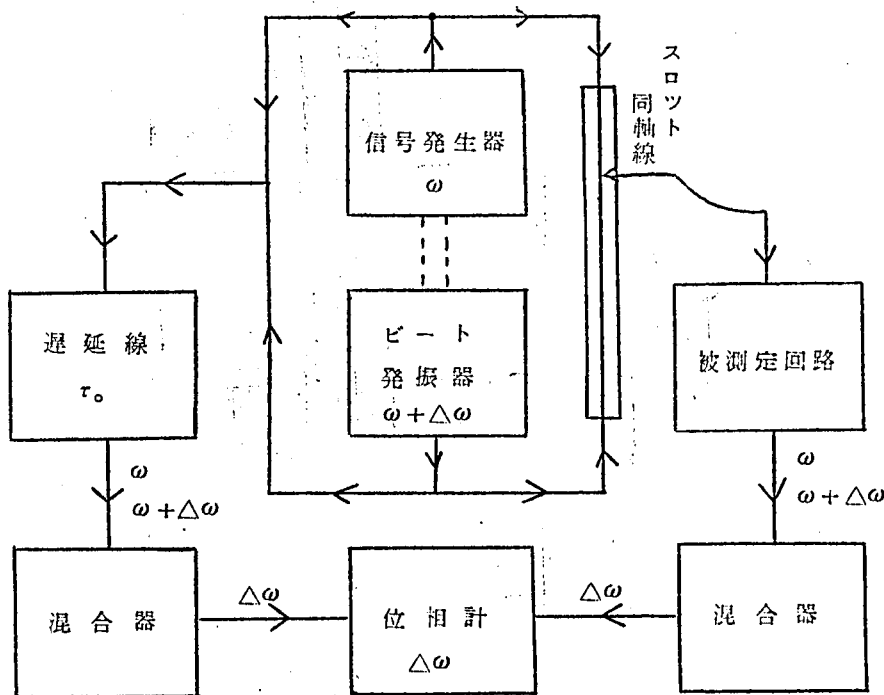 信号発生器
ω
スロット
同軸線
遅延線
τ₀
ビート
発振器
ω+△ω
被測定回路
ω
ω+△ω
ω
ω+△ω
混合器
△ω
位相計
△ω
△ω
混合器